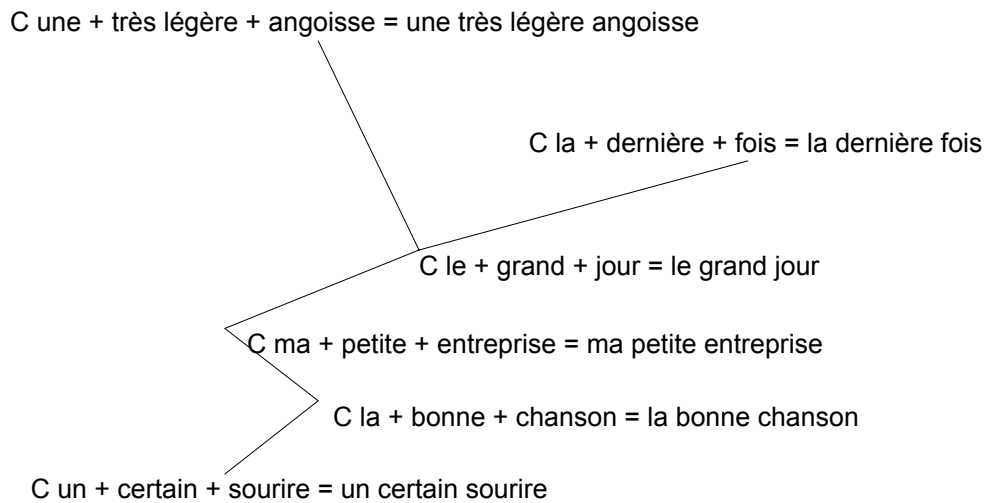 C une + très légère + angoisse = une très légère angoisse
C la + dernière + fois = la dernière fois
C le + grand + jour = le grand jour
C ma + petite + entreprise = ma petite entreprise
C la + bonne + chanson = la bonne chanson
C un + certain + sourire = un certain sourire